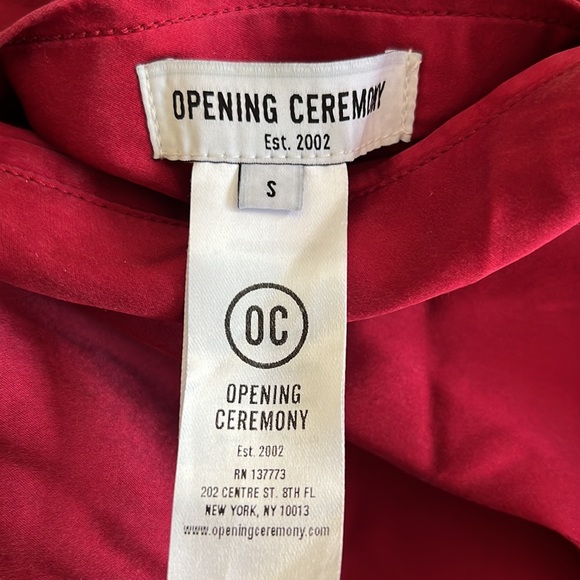 OPENING CEREMONY
Est. 2002
S
OC
OPENING
CEREMONY
Est. 2002
RN 137773
202 CENTRE ST. 8TH FL
NEW YORK, NY 10013
www.openingceremony.com